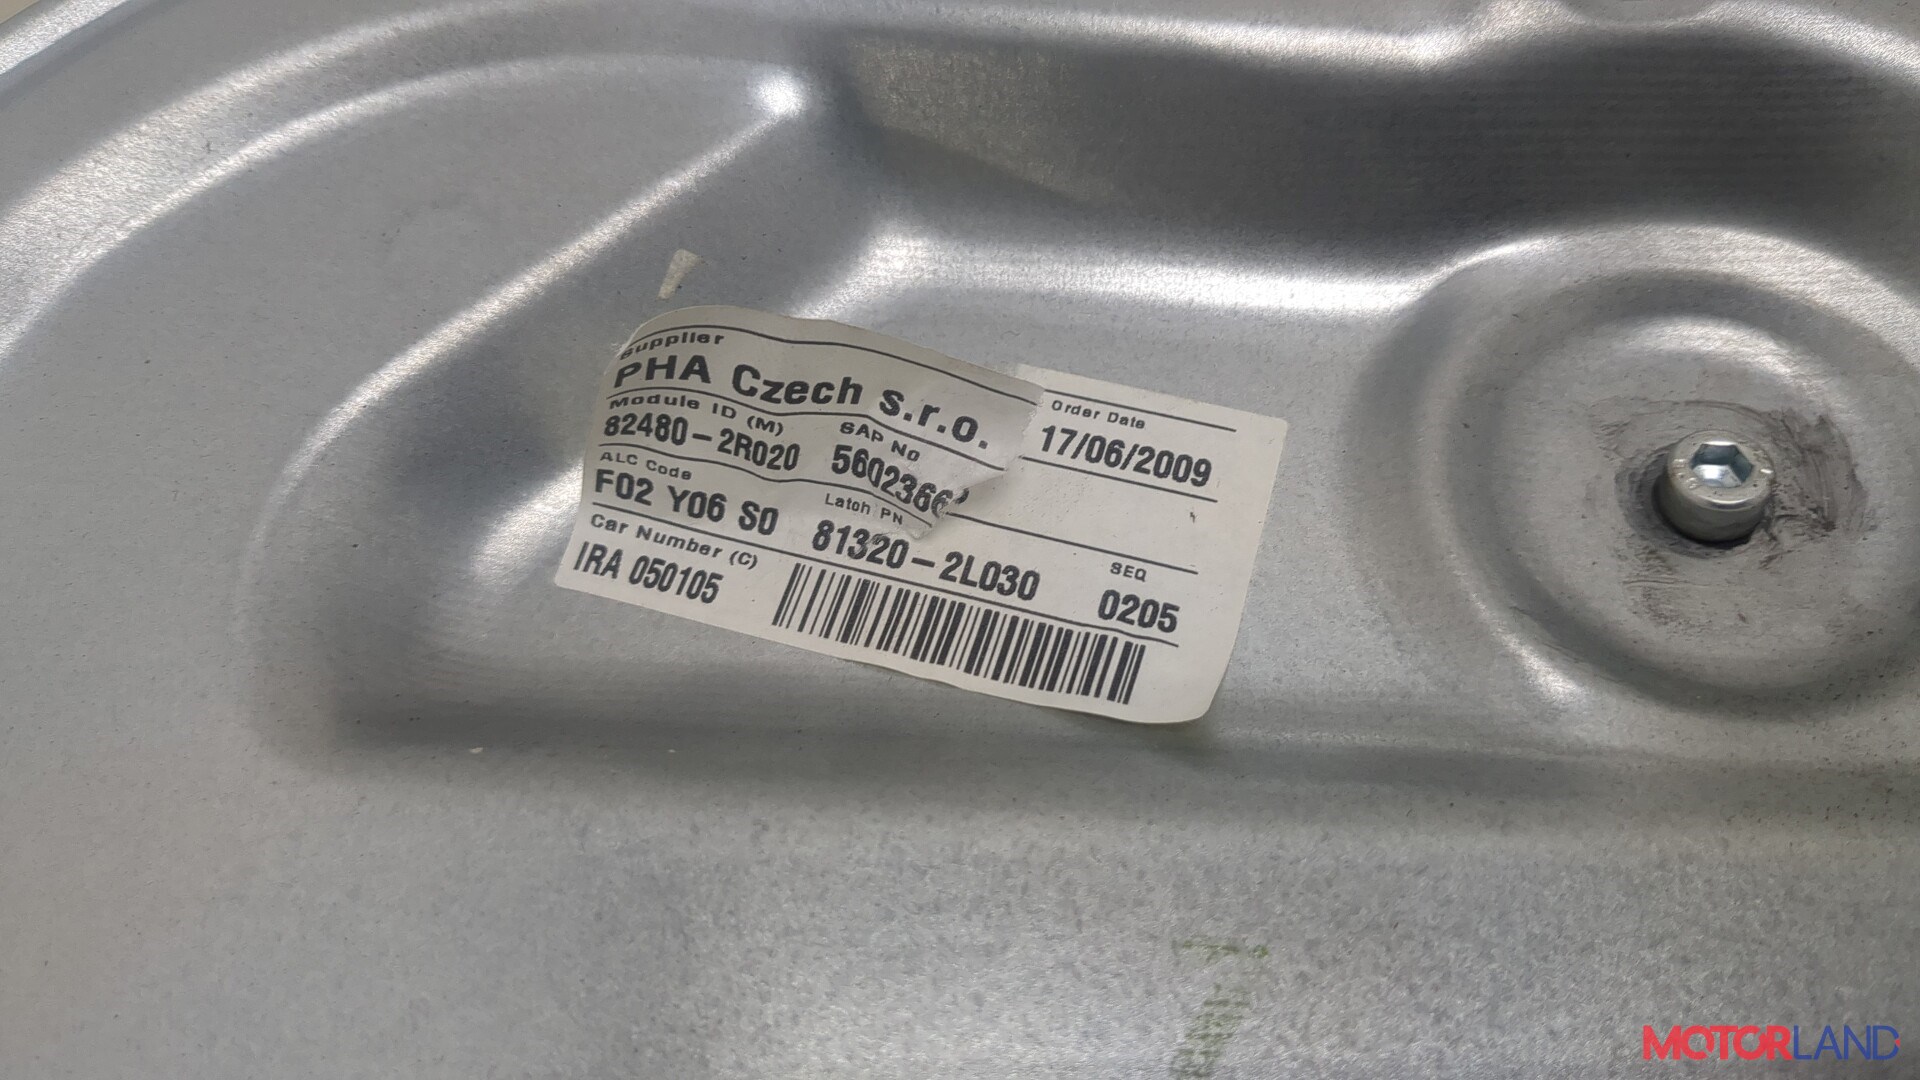 Supplier
PHA Czech s.r.o.
Order Date
17/06/2009
Module ID (M)
SAP No
82480-2R020
ALC Code
Latch PN
F02 Y06 S0
81320-2L030
SEQ
0205
Car Number (C)
IRA 050105
MOTORLAND